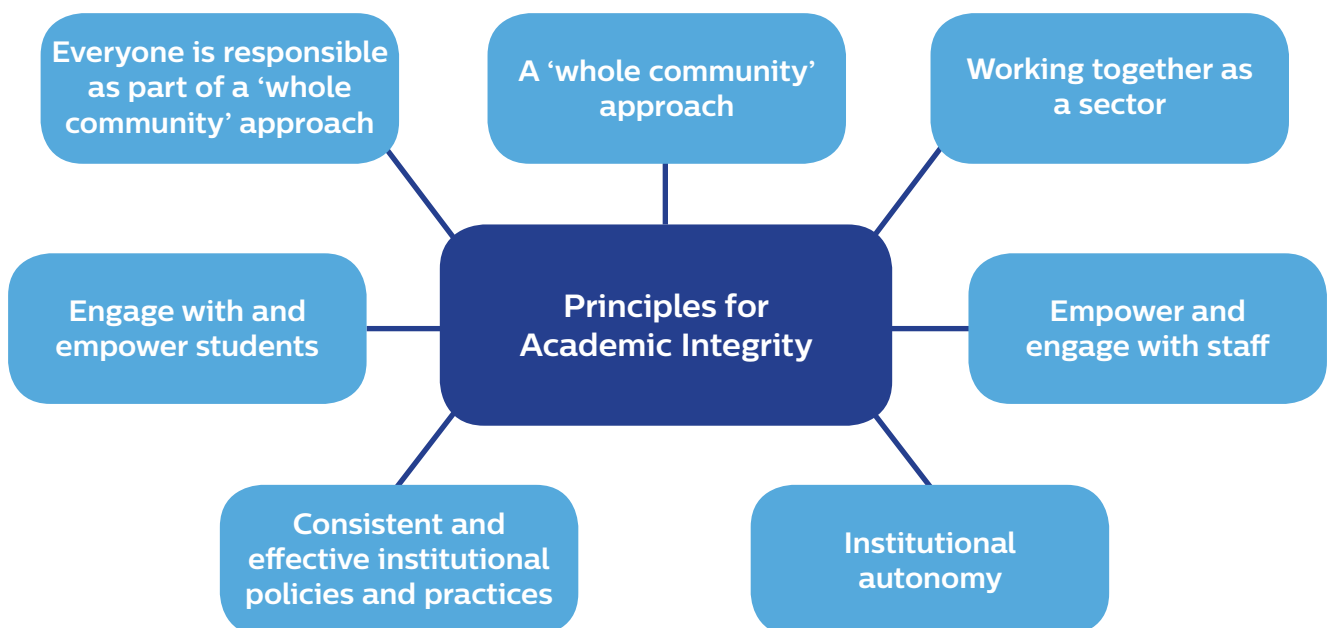 Everyone is responsible
as part of a ‘whole
community’ approach
A ‘whole community’
approach
Working together as
a sector
Engage with and
empower students
Principles for
Academic Integrity
Empower and
engage with staff
Consistent and
effective institutional
policies and practices
Institutional
autonomy